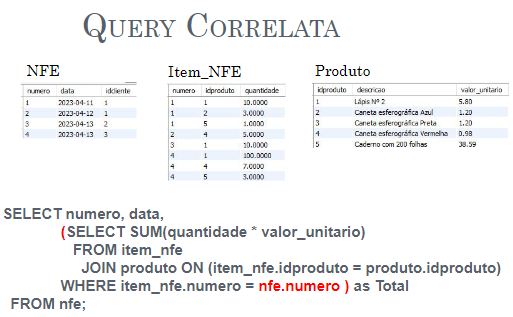 QUERY CORRELATA
NFE
numero data idcliente
1 2023-04-11 1
2 2023-04-12 1
3 2023-04-13 2
4 2023-04-13 3
Item_NFE
numero idproduto quantidade
1 1 10.0000
1 2 3.0000
1 5 1.0000
2 4 5.0000
3 1 10.0000
4 1 100.0000
4 4 7.0000
4 5 3.0000
Produto
idproduto descricao valor_unitario
1 Lápis Nº 2 5.80
2 Caneta esferográfica Azul 1.20
3 Caneta esferográfica Preta 1.20
4 Caneta esferográfica Vermelha 0.98
5 Caderno com 200 folhas 38.59
SELECT numero, data,
(SELECT SUM(quantidade * valor_unitario)
FROM item_nfe
JOIN produto ON (item_nfe.idproduto = produto.idproduto)
WHERE item_nfe.numero = nfe.numero ) as Total
FROM nfe;